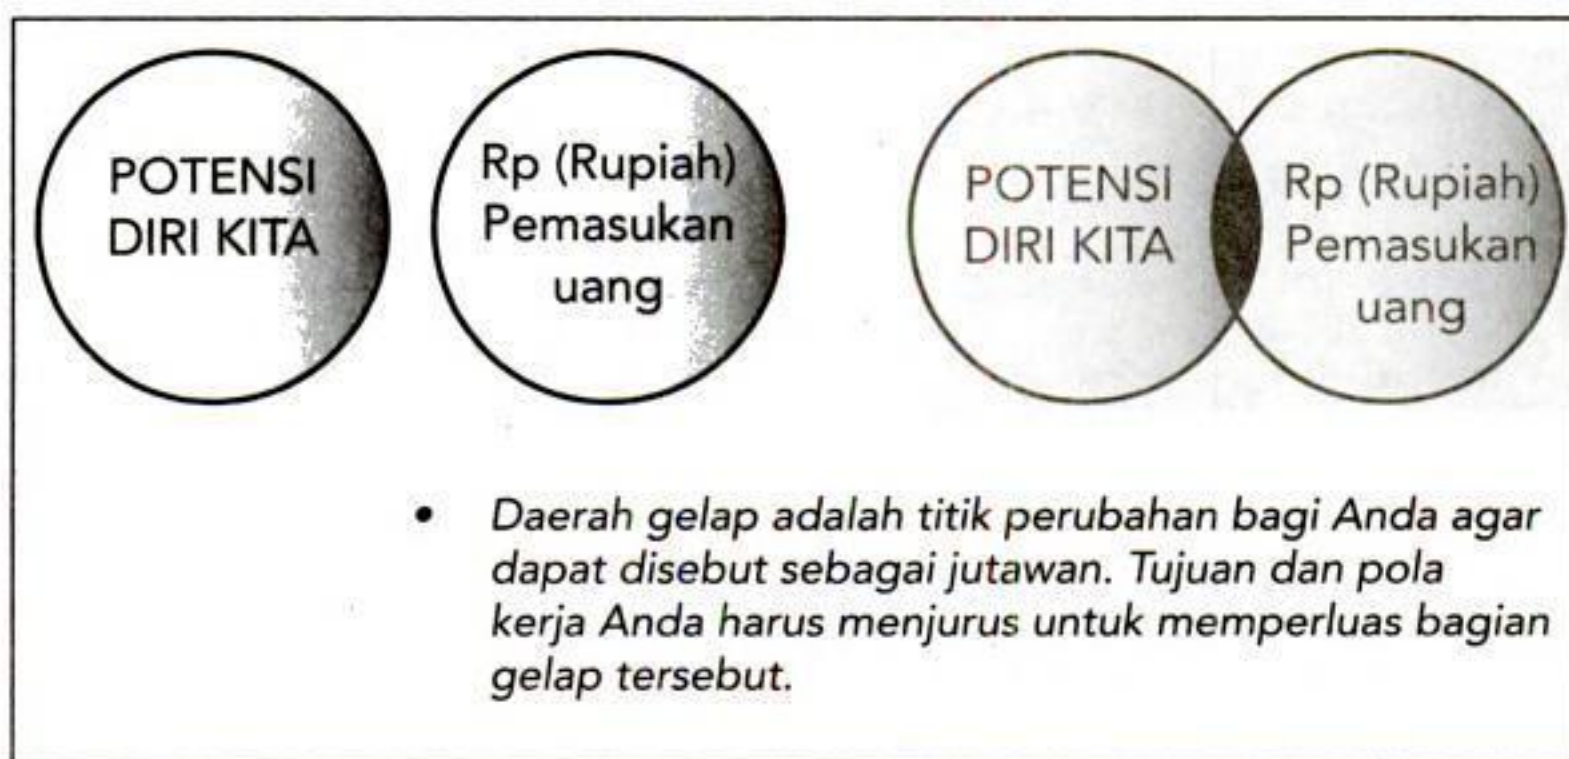 POTENSI
DIRI KITA
Rp (Rupiah)
Pemasukan
uang
POTENSI
DIRI KITA
Rp (Rupiah)
Pemasukan
uang
• Daerah gelap adalah titik perubahan bagi Anda agar
dapat disebut sebagai jutawan. Tujuan dan pola
kerja Anda harus menjurus untuk memperluas bagian
gelap tersebut.